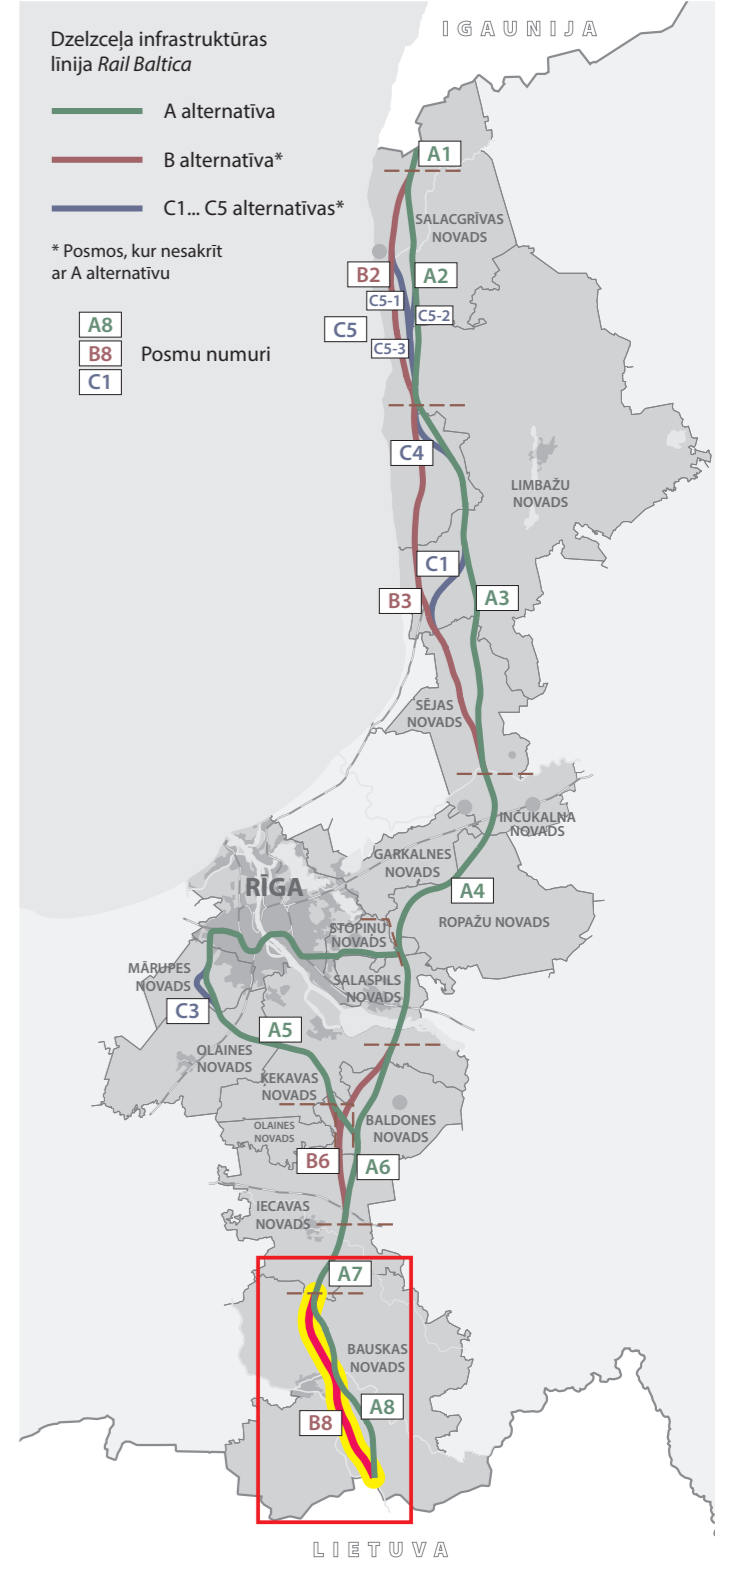 IGAUNIJA
Dzelzceļa infrastruktūras
līnija Rail Baltica
A alternatīva
B alternatīva*
C1... C5 alternatīvas*
* Posmos, kur nesakrīt
ar A alternatīvu
A8
B8
C1
Posmu numuri
A1
SALACGRĪVAS
NOVADS
B2
A2
C5-1
C5-2
C5
C5-3
C4
LIMBAŽU
NOVADS
C1
B3
A3
SĒJAS
NOVADS
INČUKALNA
NOVADS
GARKALNES
NOVADS
RĪGA
A4
ROPAŽU NOVADS
STOPIŅU
NOVADS
MĀRUPES
NOVADS
SALASPILS
NOVADS
C3
A5
OLAINES
NOVADS
ĶEKAVAS
NOVADS
BALDONES
NOVADS
OLAINES
NOVADS
B6
A6
IECAVAS
NOVADS
A7
BAUSKAS
NOVADS
A8
B8
LIETUVA